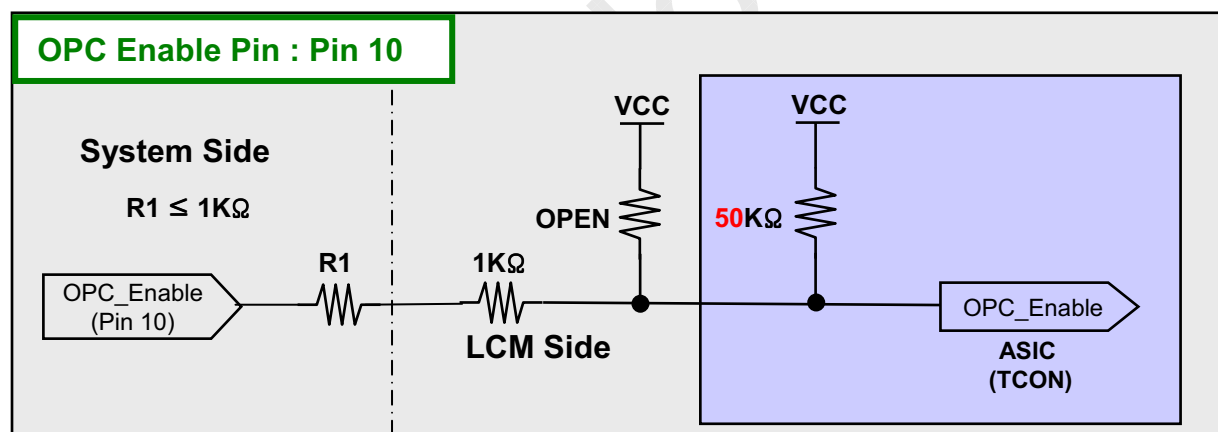 OPC Enable Pin : Pin 10
VCC
VCC
System Side
R1 ≤ 1KΩ
OPEN
50KΩ
R1
1KΩ
OPC_Enable
(Pin 10)
OPC_Enable
LCM Side
ASIC
(TCON)